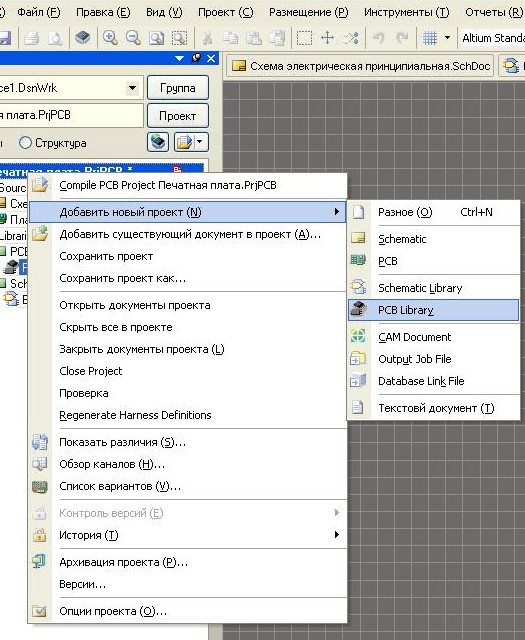 Файл (F) Правка (E) Вид (V) Проект (C) Размещение (P) Инструменты (T) Отчеты (R)
Altium Standa
Схема электрическая принципиальная.SchDoc
ce1.DsnWrk Группа
я плата.PrjPCB Проект
ы Структура
ечатная плата.PrjPCB *
Compile PCB Project Печатная плата.PrjPCB
Добавить новый проект (N)
Добавить существующий документ в проект (A)...
Сохранить проект
Сохранить проект как...
Открыть документы проекта
Скрыть все в проекте
Закрыть документы проекта (L)
Close Project
Проверка
Regenerate Harness Definitions
Показать различия (S)...
Обзор каналов (H)...
Список вариантов (V)...
Контроль версий (E)
История (T)
Архивация проекта (P)...
Версии...
Опции проекта (O)...
Разное (O) Ctrl+N
Schematic
PCB
Schematic Library
PCB Library
CAM Document
Output Job File
Database Link File
Текстовй документ (T)
Source
Схе
Пла
Librari
PCB
P
Sch